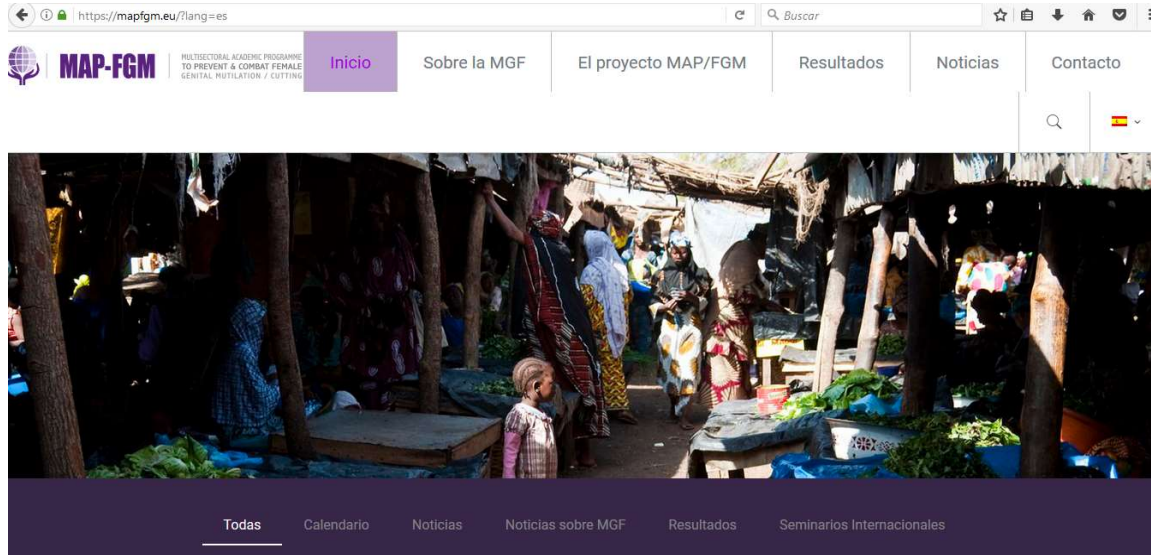 https://mapfgm.eu/?lang=es
Buscar
MAP-FGM
MULTISECTORAL ACADEMIC PROGRAMME
TO PREVENT & COMBAT FEMALE
GENITAL MUTILATION / CUTTING
Inicio
Sobre la MGF
El proyecto MAP/FGM
Resultados
Noticias
Contacto
Todas
Calendario
Noticias
Noticias sobre MGF
Resultados
Seminarios Internacionales